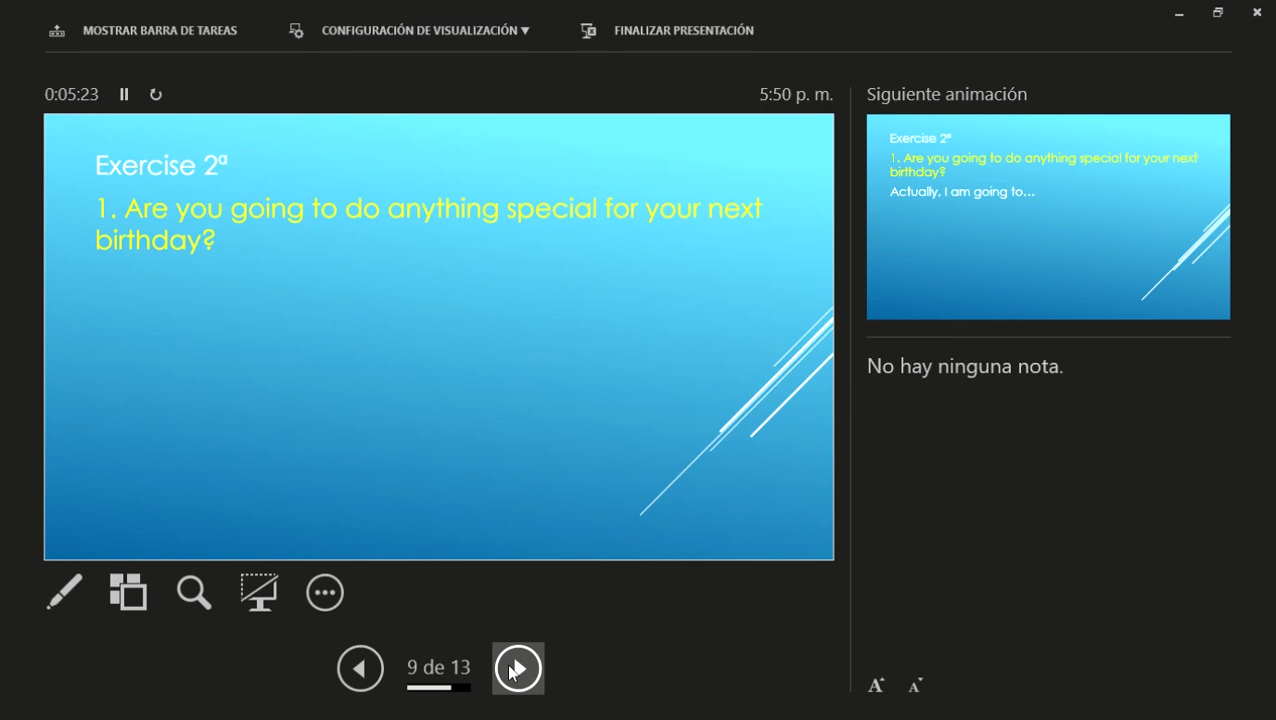 MOSTRAR BARRA DE TAREAS
CONFIGURACIÓN DE VISUALIZACIÓN ▼
FINALIZAR PRESENTACIÓN
0:05:23
5:50 p. m.
Exercise 2ª
1. Are you going to do anything special for your next
birthday?
9 de 13
Siguiente animación
Exercise 2ª
1. Are you going to do anything special for your next
birthday?
Actually, I am going to...
No hay ninguna nota.
A
A